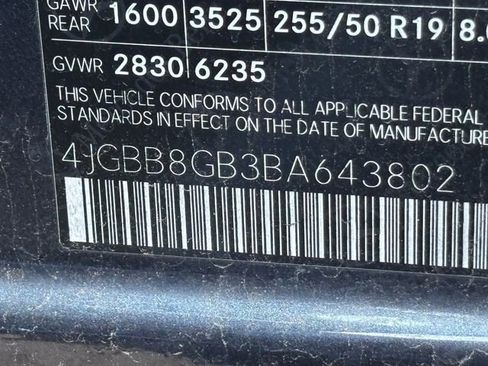 GAWR
REAR 1600 3525 255/50 R19 8.
GVWR 2830 6235
THIS VEHICLE CONFORMS TO ALL APPLICABLE FEDERAL
STANDARDS IN EFFECT ON THE DATE OF MANUFACTURE
4JGBB8GB3BA643802